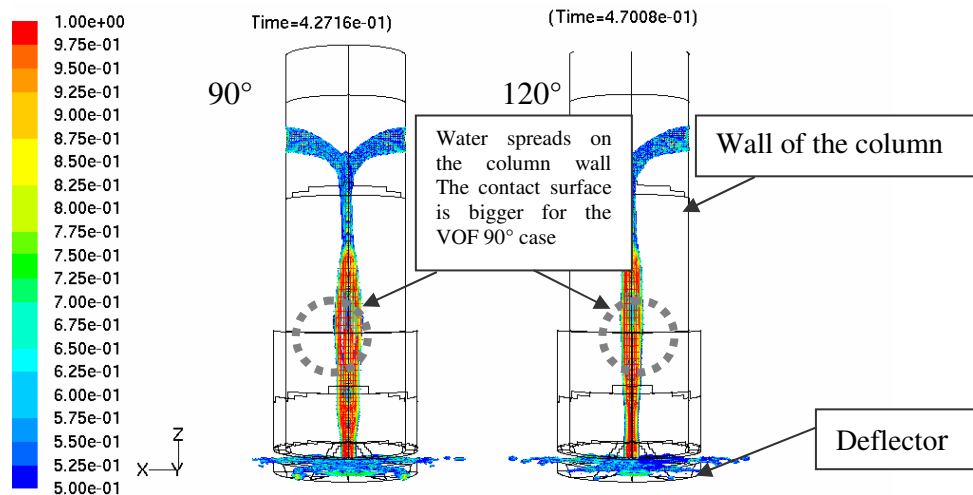 Time=4.2716e-01)
(Time=4.7008e-01)
1.00e+00
9.75e-01
9.50e-01
9.25e-01
9.00e-01
8.75e-01
8.50e-01
8.25e-01
8.00e-01
7.75e-01
7.50e-01
7.25e-01
7.00e-01
6.75e-01
6.50e-01
6.25e-01
6.00e-01
5.75e-01
5.50e-01
5.25e-01
5.00e-01
90°
120°
Water spreads on
the column wall
The contact surface
is bigger for the
VOF 90° case
Wall of the column
Deflector
Z
X
Y